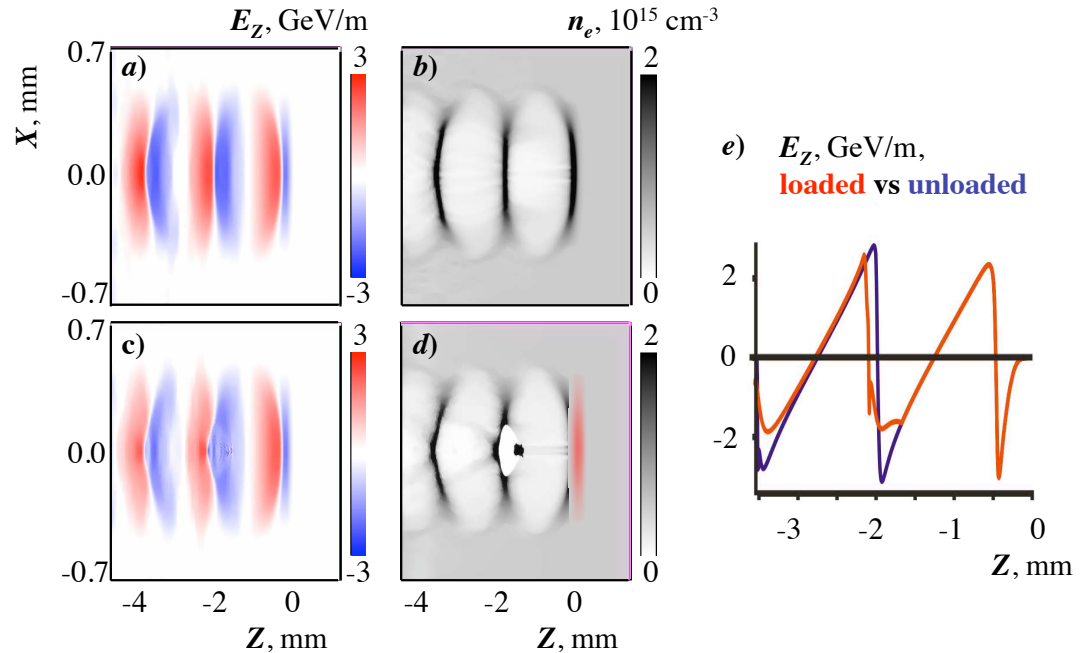 E_Z, GeV/m
n_e, 10^15 cm^-3
a)
b)
X, mm
0.7
0.0
-0.7
3
-3
2
0
c)
d)
0.7
0.0
-0.7
3
-3
2
0
-4 -2 0
-4 -2 0
Z, mm
Z, mm
e) E_Z, GeV/m,
loaded vs unloaded
2
0
-2
-3 -2 -1 0
Z, mm